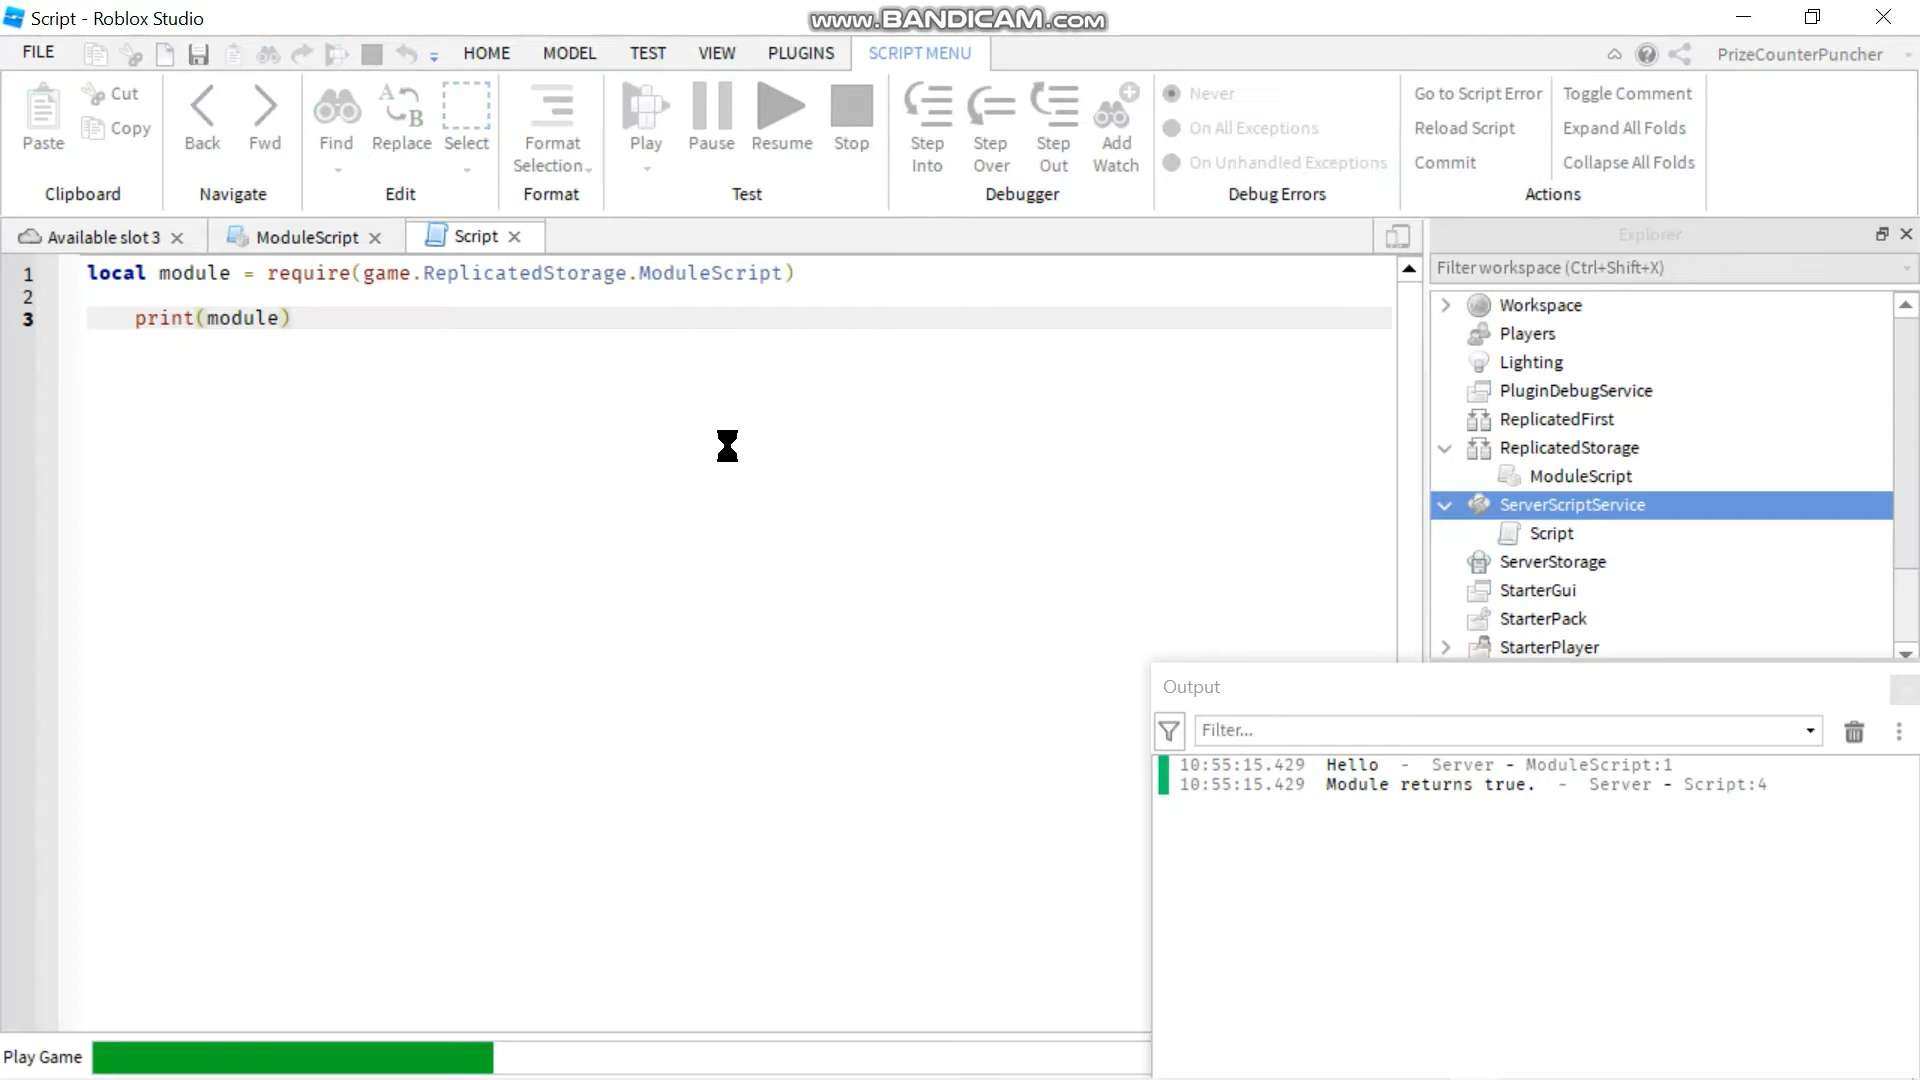 Script - Roblox Studio
www.BANDICAM.com
FILE
HOME
MODEL
TEST
VIEW
PLUGINS
SCRIPT MENU
PrizeCounterPuncher
Paste
Cut
Copy
Clipboard
Back
Fwd
Navigate
Find
Replace
Select
Edit
Format
Selection
Format
Play
Pause
Resume
Stop
Test
Step
Into
Step
Over
Step
Out
Add
Watch
Debugger
Never
On All Exceptions
On Unhandled Exceptions
Debug Errors
Go to Script Error
Reload Script
Commit
Toggle Comment
Expand All Folds
Collapse All Folds
Actions
Available slot3
ModuleScript
Script
1 local module = require(game.ReplicatedStorage.ModuleScript)
2
3 print(module)
Explorer
Filter workspace (Ctrl+Shift+X)
Workspace
Players
Lighting
PluginDebugService
ReplicatedFirst
ReplicatedStorage
ModuleScript
ServerScriptService
Script
ServerStorage
StarterGui
StarterPack
StarterPlayer
Output
Filter...
10:55:15.429 Hello - Server - ModuleScript:1
10:55:15.429 Module returns true. - Server - Script:4
Play Game